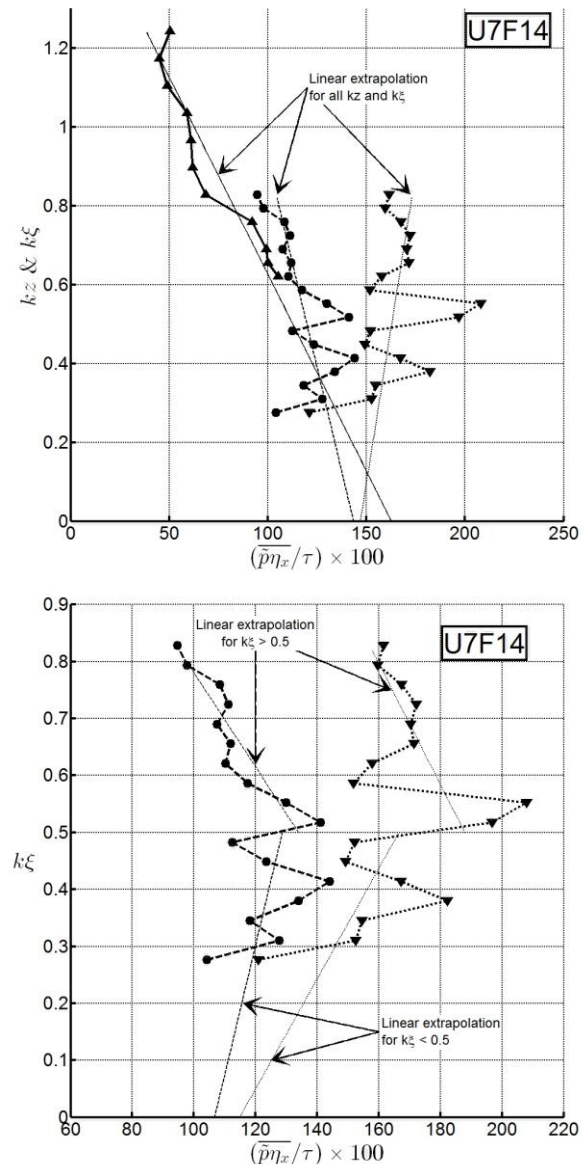 U7F14
1.2
1
0.8
0.6
0.4
0.2
0
kz & kξ
Linear extrapolation
for all kz and kξ
50 100 150 200 250
(p̃η_x/τ) × 100
0.9
0.8
0.7
0.6
0.5
0.4
0.3
0.2
0.1
0
kξ
Linear extrapolation
for kξ > 0.5
U7F14
Linear extrapolation
for kξ < 0.5
60 80 100 120 140 160 180 200 220
(p̃η_x/τ) × 100